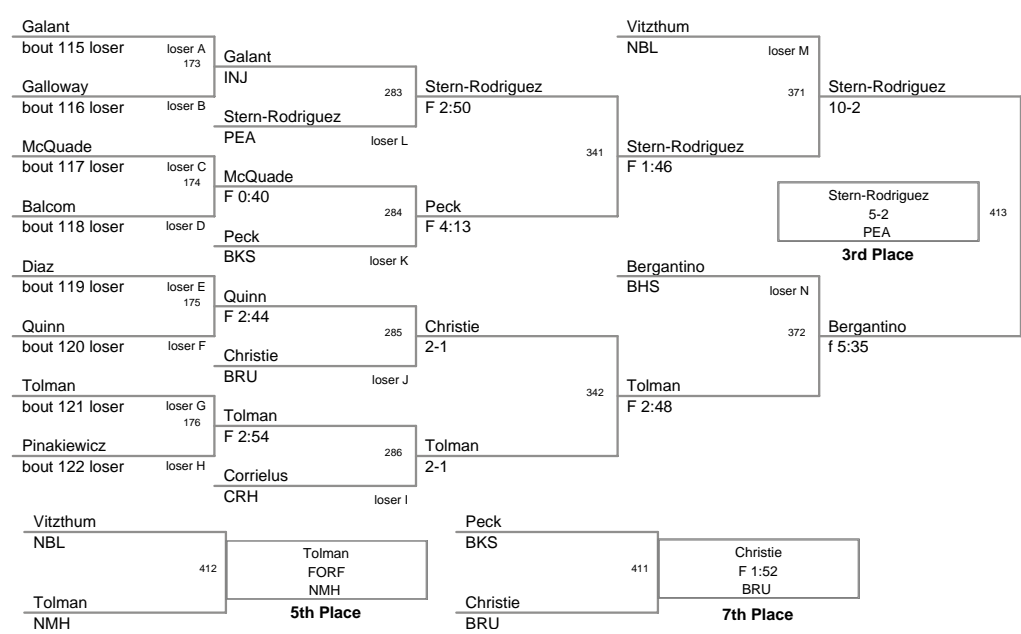 Galant
bout 115 loser
loser A
173
Galloway
bout 116 loser
loser B
McQuade
bout 117 loser
loser C
174
Balcom
bout 118 loser
loser D
Diaz
bout 119 loser
loser E
175
Quinn
bout 120 loser
loser F
Tolman
bout 121 loser
loser G
176
Pinakiewicz
bout 122 loser
loser H
Galant
INJ
283
Stern-Rodriguez
PEA
loser L
McQuade
F 0:40
284
Peck
BKS
loser K
Quinn
F 2:44
285
Christie
BRU
loser J
Tolman
F 2:54
286
Corrielus
CRH
loser I
Stern-Rodriguez
F 2:50
341
Peck
F 4:13
Christie
2-1
342
Tolman
2-1
Vitzthum
NBL
loser M
371
Stern-Rodriguez
F 1:46
Bergantino
BHS
loser N
372
Tolman
F 2:48
Stern-Rodriguez
10-2
Stern-Rodriguez
5-2
PEA
413
3rd Place
Bergantino
f 5:35
Vitzthum
NBL
412
Tolman
NMH
Tolman
FORF
NMH
5th Place
Peck
BKS
411
Christie
BRU
Christie
F 1:52
BRU
7th Place